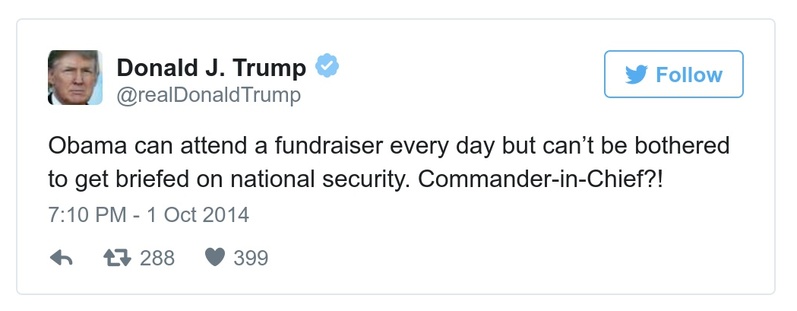 Donald J. Trump
@realDonaldTrump
Follow
Obama can attend a fundraiser every day but can’t be bothered
to get briefed on national security. Commander-in-Chief?!
7:10 PM - 1 Oct 2014
288 399